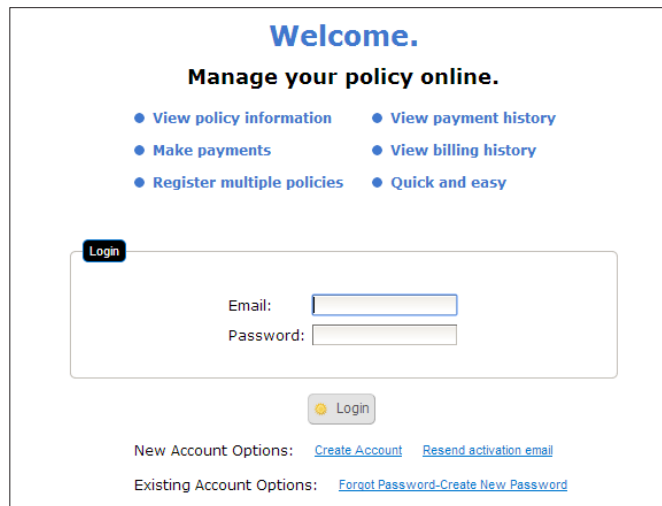 Welcome.
Manage your policy online.
View policy information
View payment history
Make payments
View billing history
Register multiple policies
Quick and easy
Login
Email:
Password:
Login
New Account Options: Create Account Resend activation email
Existing Account Options: Forgot Password-Create New Password